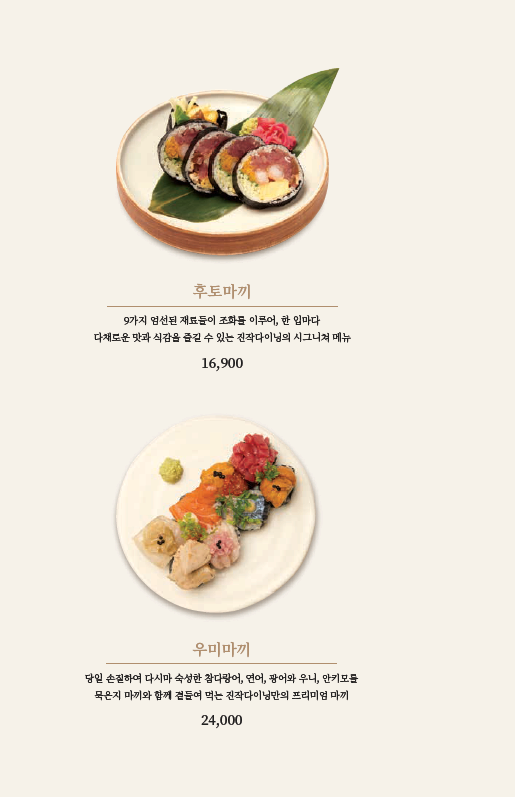 후토마끼
9가지 엄선된 재료들이 조화를 이루어, 한 입마다
다채로운 맛과 식감을 즐길 수 있는 진작다이닝의 시그니쳐 메뉴
16,900
우미마끼
당일 손질하여 다시마 숙성한 참다랑어, 연어, 광어와 우니, 안키모를
묵은지 마끼와 함께 곁들여 먹는 진작다이닝만의 프리미엄 마끼
24,000